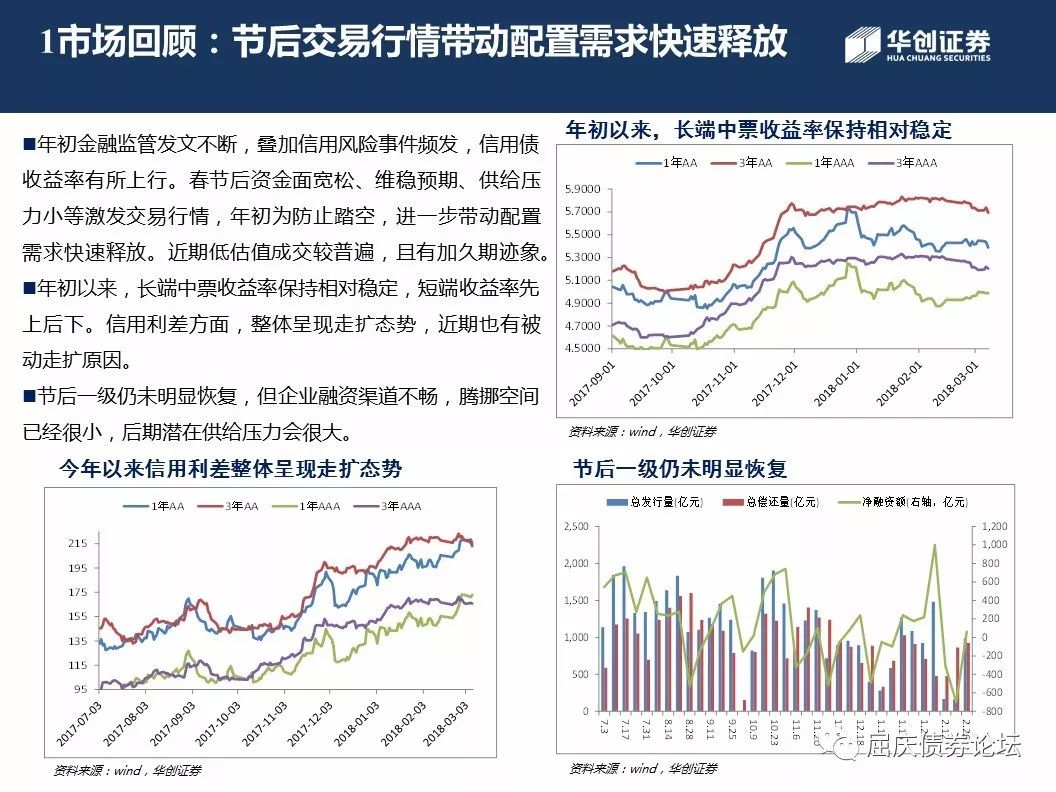 1市场回顾：节后交易行情带动配置需求快速释放
华创证券
HUA CHUANG SECURITIES
■年初金融监管发文不断，叠加信用风险事件频发，信用债
收益率有所上行。春节后资金面宽松、维稳预期、供给压
力小等激发交易行情，年初为防止踏空，进一步带动配置
需求快速释放。近期低估值成交较普遍，且有加久期迹象。
■年初以来，长端中票收益率保持相对稳定，短端收益率先
上后下。信用利差方面，整体呈现走扩态势，近期也有被
动走扩原因。
■节后一级仍未明显恢复，但企业融资渠道不畅，腾挪空间
已经很小，后期潜在供给压力会很大。
年初以来，长端中票收益率保持相对稳定
1年AA 3年AA 1年AAA 3年AAA
5.9000
5.7000
5.5000
5.3000
5.1000
4.9000
4.7000
4.5000
2017-09-01 2017-10-01 2017-11-01 2017-12-01 2018-01-01 2018-02-01 2018-03-01
资料来源：wind，华创证券
今年以来信用利差整体呈现走扩态势
1年AA 3年AA 1年AAA 3年AAA
215
195
175
155
135
115
95
2017-07-03 2017-08-03 2017-09-03 2017-10-03 2017-11-03 2017-12-03 2018-01-03 2018-02-03 2018-03-03
资料来源：wind，华创证券
节后一级仍未明显恢复
总发行量(亿元) 总偿还量(亿元) 净融资额(右轴，亿元)
2,500
2,000
1,500
1,000
500
0
1,200
1,000
800
600
400
200
0
-200
-400
-600
-800
7.3 7.17 7.31 8.14 8.28 9.11 9.25 10.9 10.23 11.6
屈庆债券论坛
资料来源：wind，华创证券